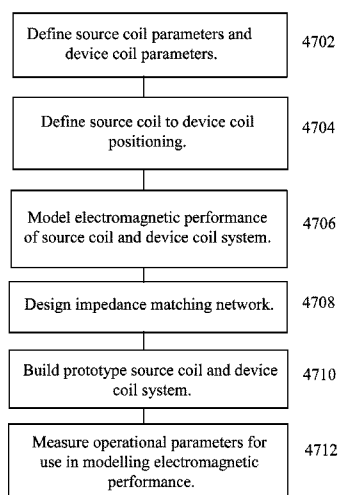 Define source coil parameters and
device coil parameters.
4702
Define source coil to device coil
positioning.
4704
Model electromagnetic performance
of source coil and device coil system.
4706
Design impedance matching network.
4708
Build prototype source coil and device
coil system.
4710
Measure operational parameters for
use in modelling electromagnetic
performance.
4712